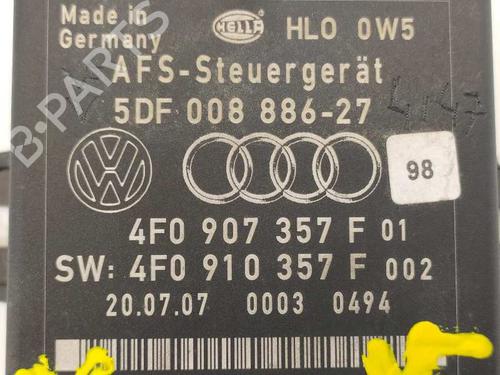 Made in
Germany
HELLA
HLO 0W5
AFS-Steuergerät
5DF 008 886-27
98
4F0 907 357 F 01
SW: 4F0 910 357 F 002
20.07.07 0003 0494
B-PARTS